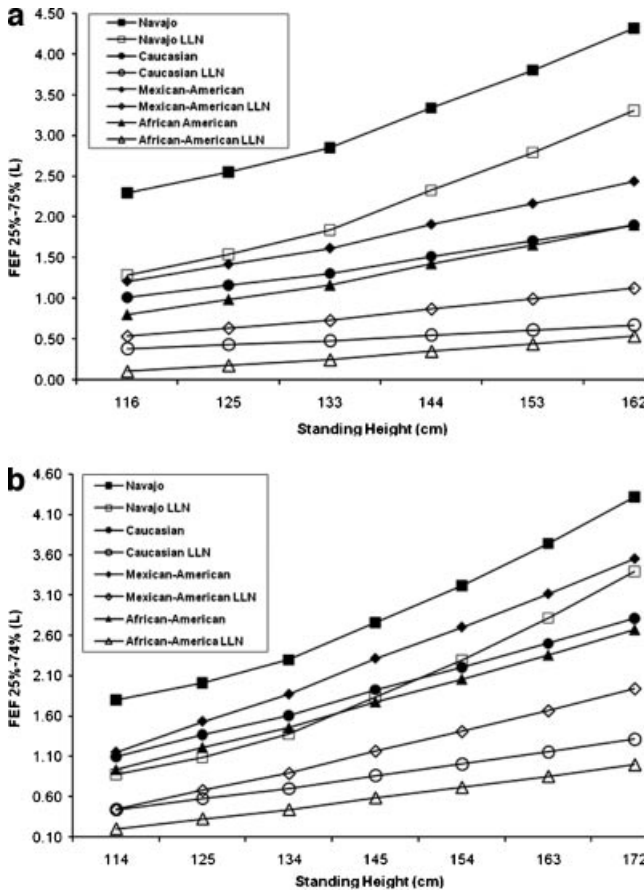 a
4.50
4.00
3.50
3.00
2.50
2.00
1.50
1.00
0.50
0.00
FEF 25%-75% (L)
Navajo
Navajo LLN
Caucasian
Caucasian LLN
Mexican-American
Mexican-American LLN
African American
African-American LLN
116 125 133 144 153 162
Standing Height (cm)
b
4.60
4.10
3.60
3.10
2.60
2.10
1.60
1.10
0.60
0.10
FEF 25%-74% (L)
Navajo
Navajo LLN
Caucasian
Caucasian LLN
Mexican-American
Mexican-American LLN
African-American
African-America LLN
114 125 134 145 154 163 172
Standing Height (cm)